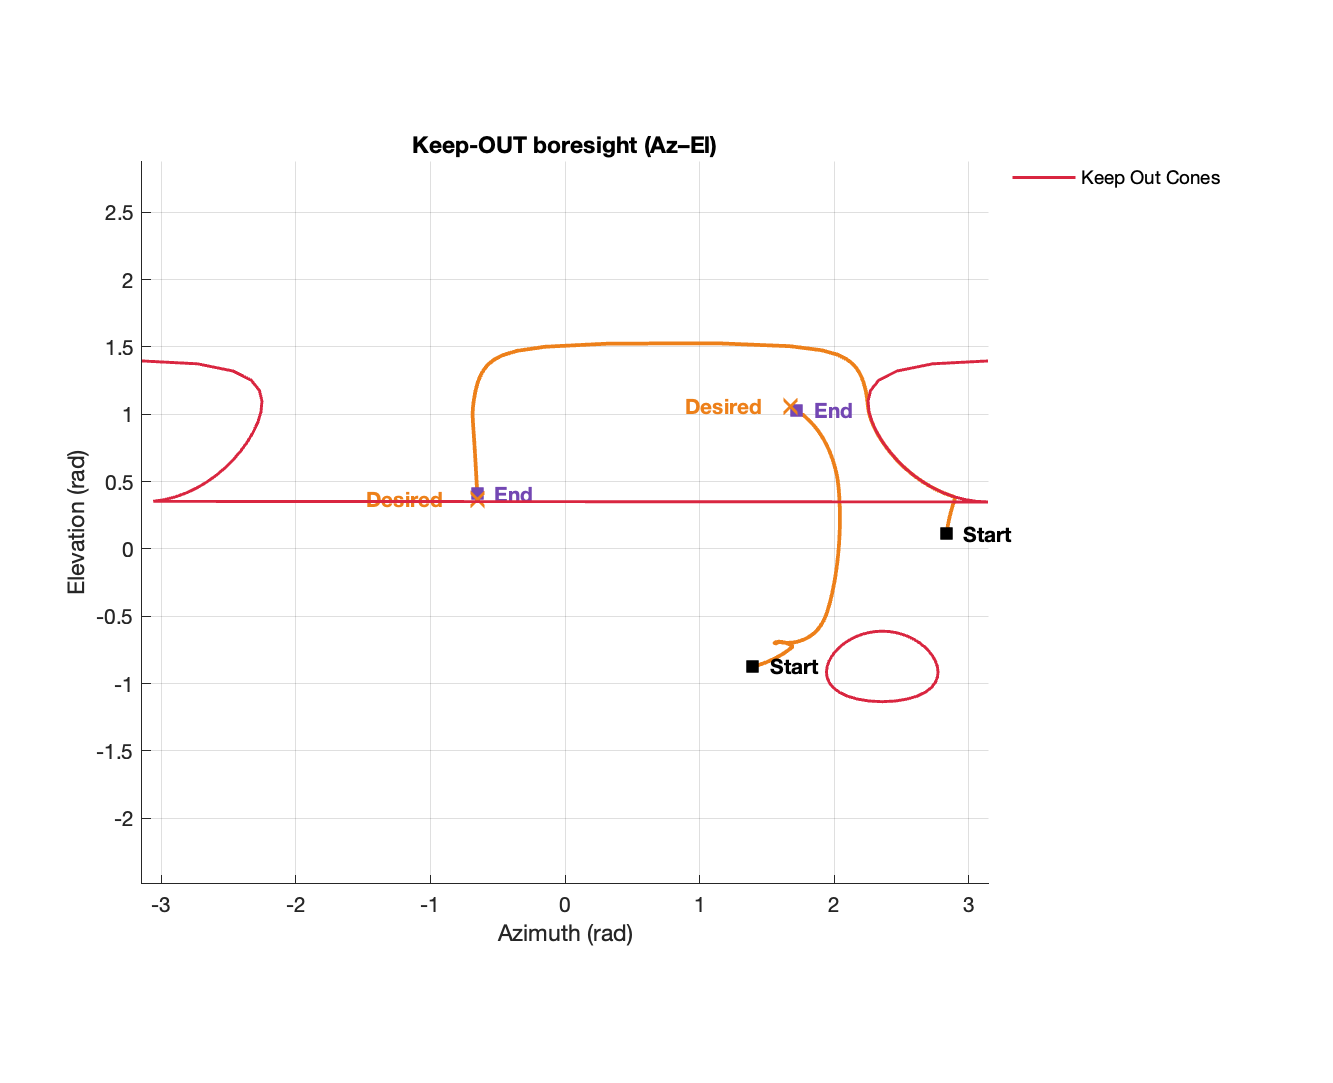 Keep-OUT boresight (Az–El)
Keep Out Cones
2.5
2
1.5
1
0.5
0
-0.5
-1
-1.5
-2
Elevation (rad)
Desired
End
Desired
End
Start
Start
-3
-2
-1
0
1
2
3
Azimuth (rad)